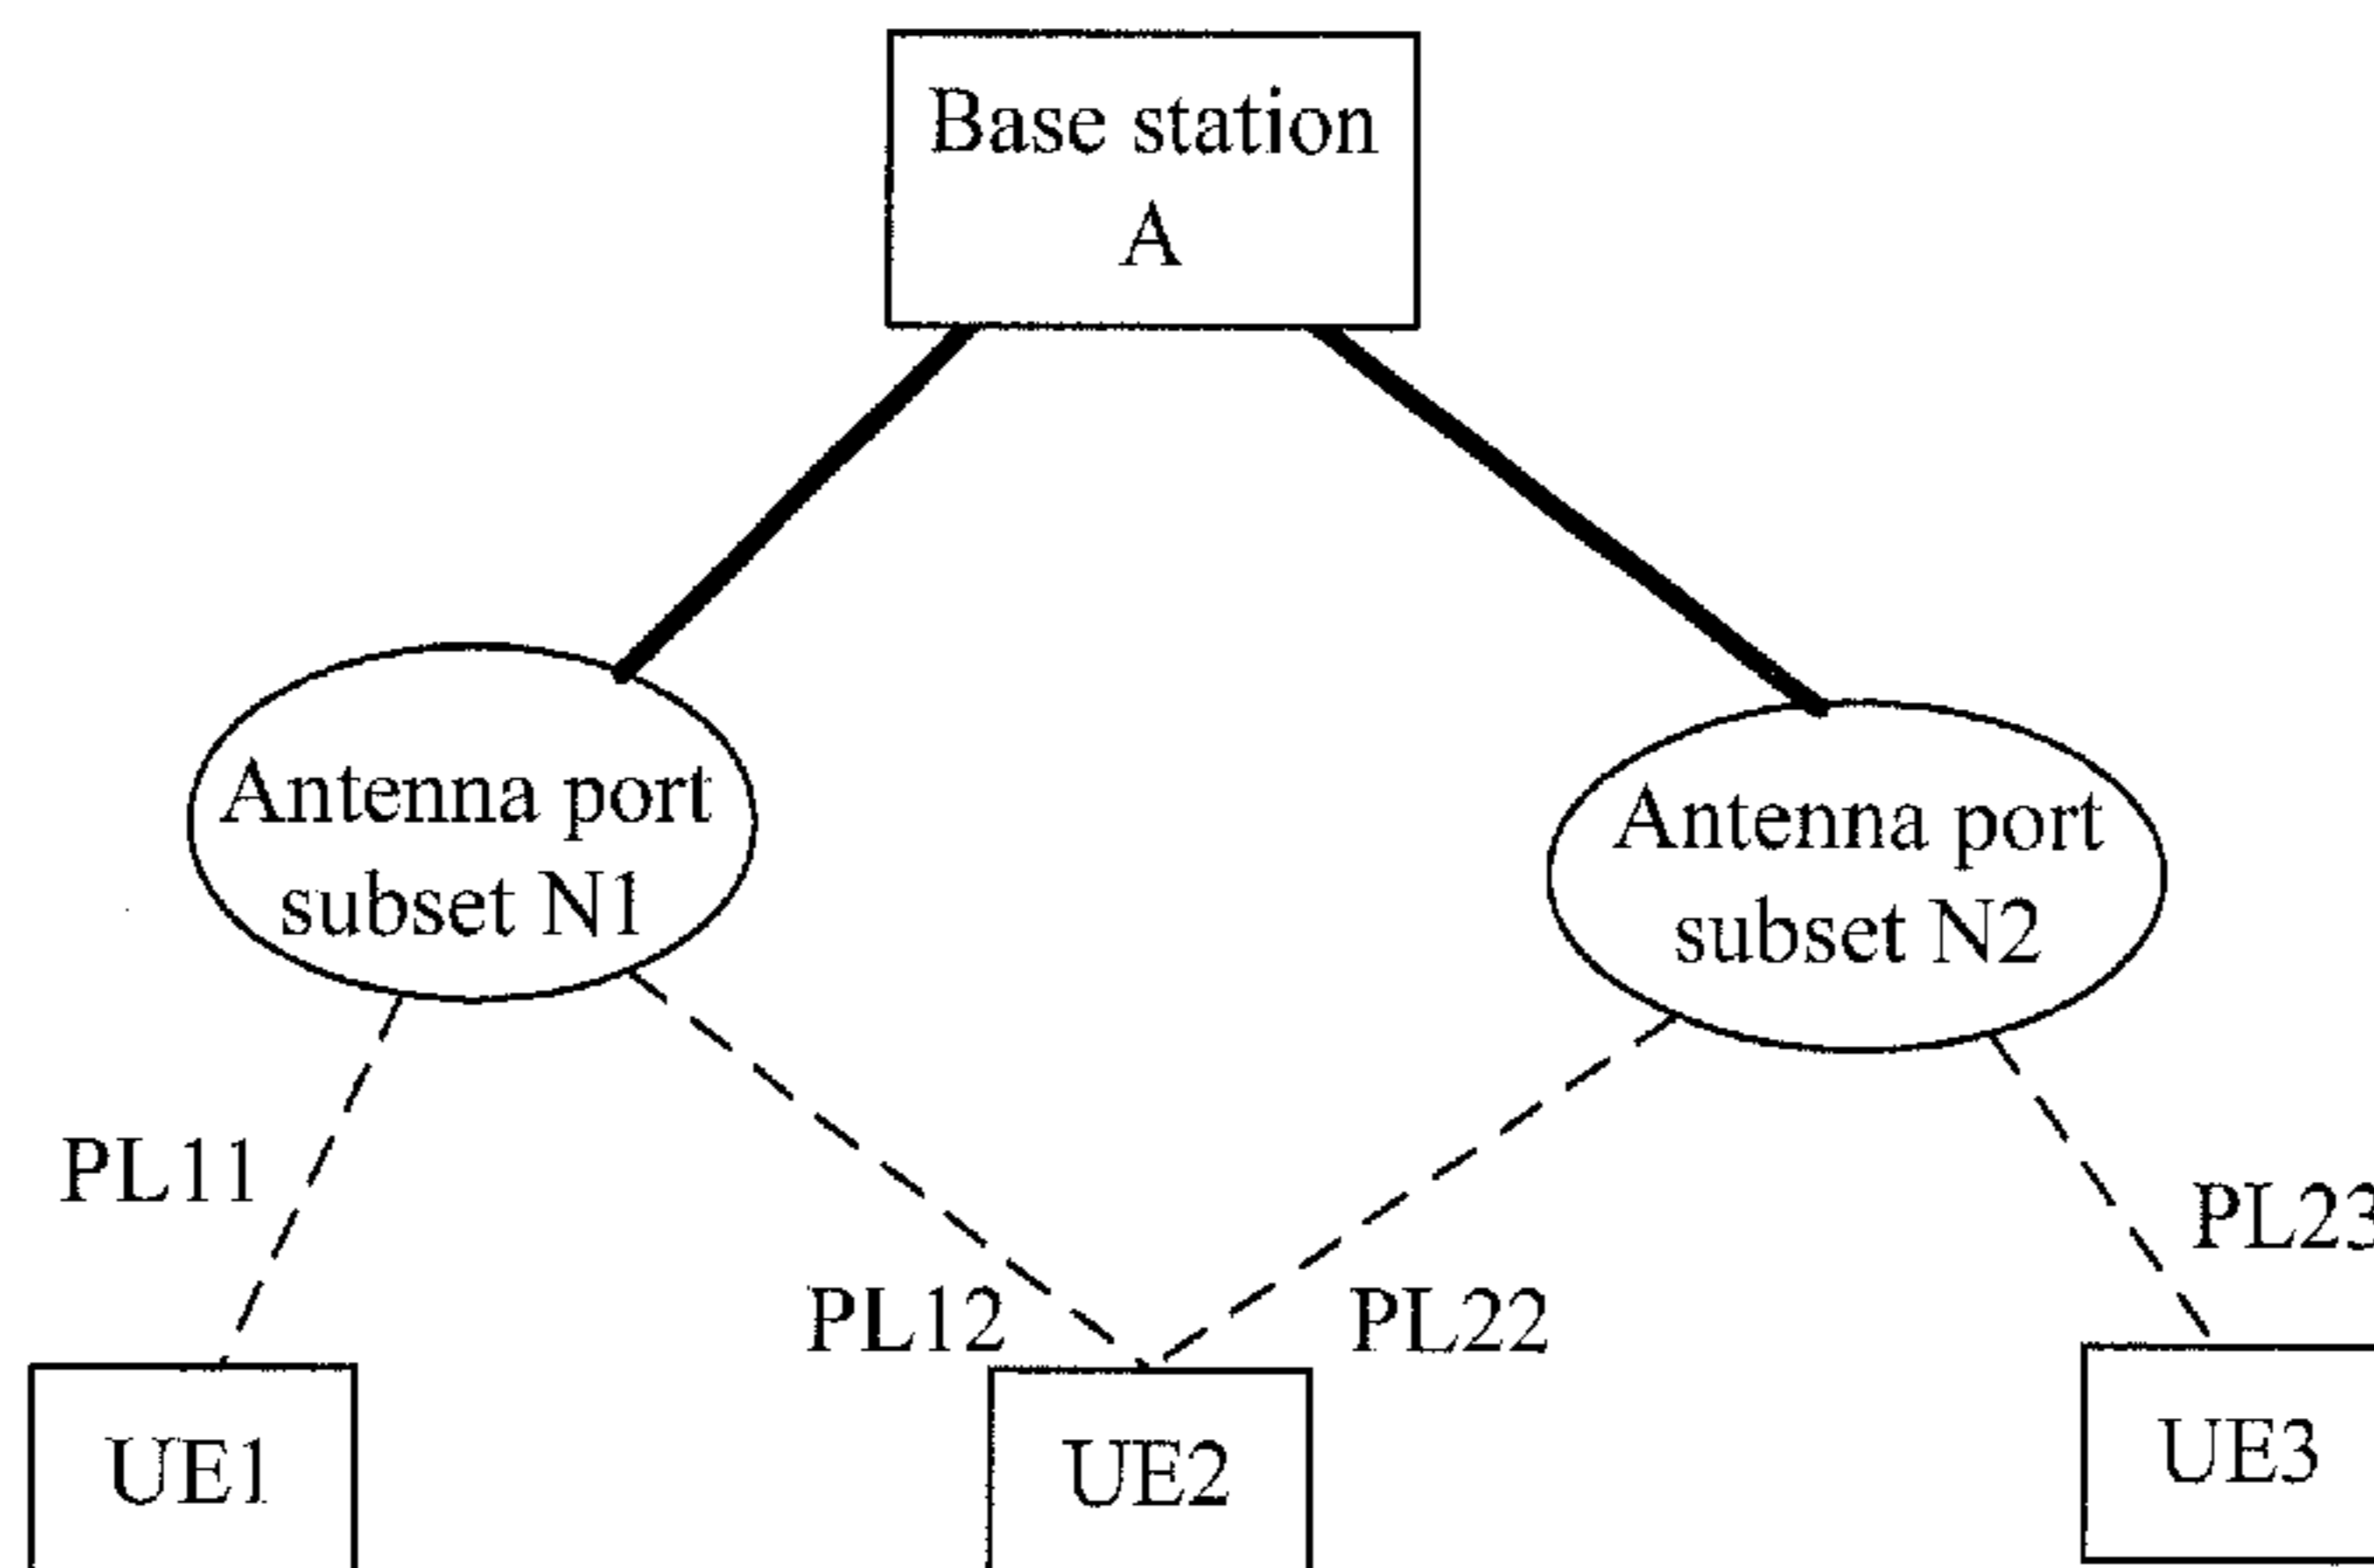 Base station
A
Antenna port
subset N1
Antenna port
subset N2
PL11
PL12
PL22
PL23
UE1
UE2
UE3